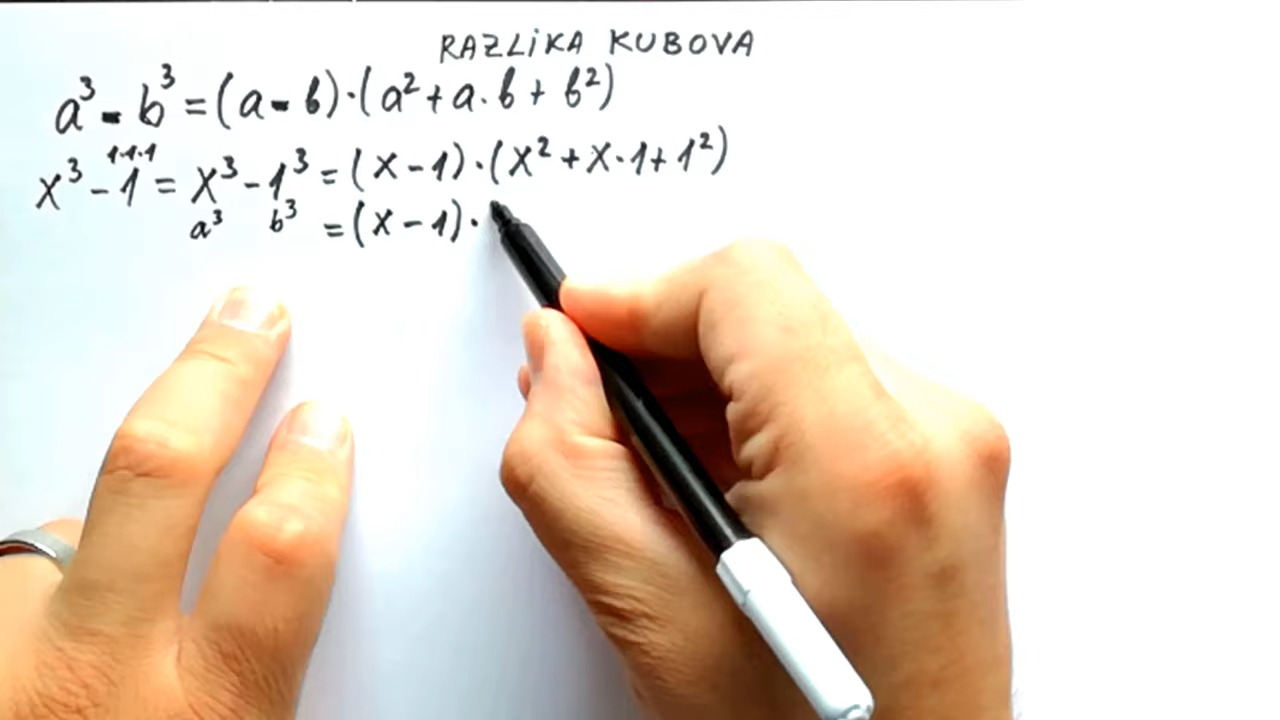 RAZLIKA KUBOVA
a³ - b³ = (a - b)·(a² + a·b + b²)
1·1·1
x³ - 1 = x³ - 1³ = (x - 1)·(x² + x·1 + 1²)
a³ b³ = (x - 1)·